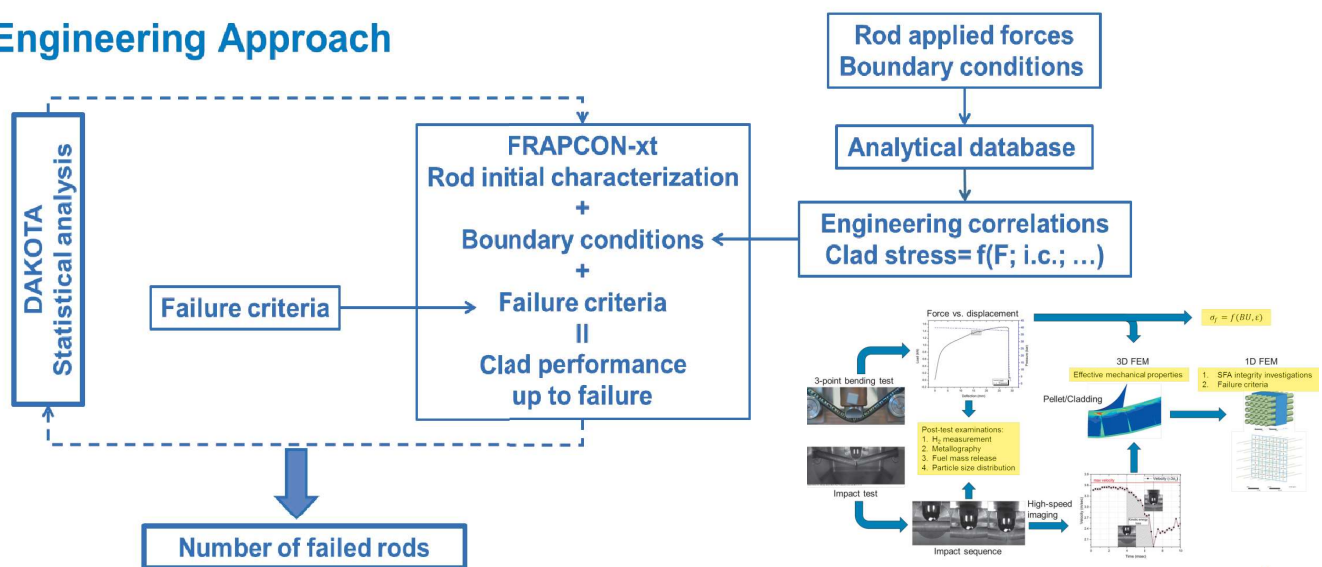 Engineering Approach
DAKOTA
Statistical analysis
FRAPCON-xt
Rod initial characterization
+
Boundary conditions
+
Failure criteria
II
Clad performance
up to failure
Failure criteria
Number of failed rods
Rod applied forces
Boundary conditions
Analytical database
Engineering correlations
Clad stress= f(F; i.c.; …)
Force vs. displacement
σ_f = f(BU, ε)
3-point bending test
3D FEM
Effective mechanical properties
1D FEM
1. SFA integrity investigations
2. Failure criteria
Pellet/Cladding
Post-test examinations:
1. H₂ measurement
2. Metallography
3. Fuel mass release
4. Particle size distribution
Impact test
Impact sequence
High-speed
imaging